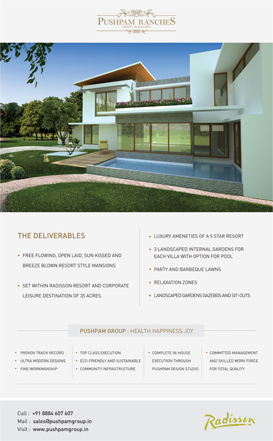 PUSHPAM RANCHES
THE DELIVERABLES
• FREE FLOWING, OPEN LAID, SUN KISSED AND
BREEZE BLOWN RESORT STYLE MANSIONS
• SET WITHIN RADISSON RESORT AND CORPORATE
LEISURE DESTINATION OF 35 ACRES.
• LUXURY AMENETIES OF A 5 STAR RESORT
• 3 LANDSCAPED INTERNAL GARDENS FOR
EACH VILLA WITH OPTION FOR POOL.
• PARTY AND BARBEQUE LAWNS
• RELAXATION ZONES
• LANDSCAPED GARDENS GAZEBOS AND SIT-OUTS
PUSHPAM GROUP : HEALTH.HAPPINESS.JOY
• PROVEN TRACK RECORD
• ULTRA MODERN DESIGNS
• FINE WORKMANSHIP
• TOP CLASS EXECUTION
• ECO-FRIENDLY AND SUSTAINABLE
• COMMUNITY INFRASTRUCTURE
• COMPLETE IN HOUSE
EXECUTION THROUGH
PUSHPAM DESIGN STUDIO
• COMMITTED MANAGEMENT
AND SKILLED WORK FORCE
FOR TOTAL QUALITY
Call : +91 8884 607 607
Mail : sales@pushpamgroup.in
Visit : www.pushpamgroup.in
Radisson